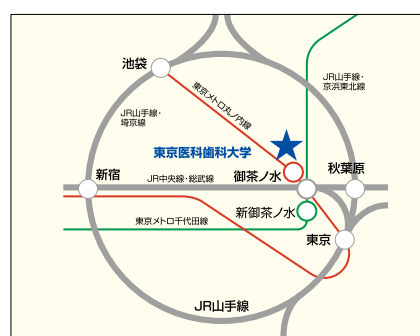 池袋
JR山手線・
京浜東北線
東京メトロ丸ノ内線
JR山手線・
埼京線
東京医科歯科大学
御茶ノ水
秋葉原
新宿
JR中央線・総武線
新御茶ノ水
東京メトロ千代田線
東京
JR山手線